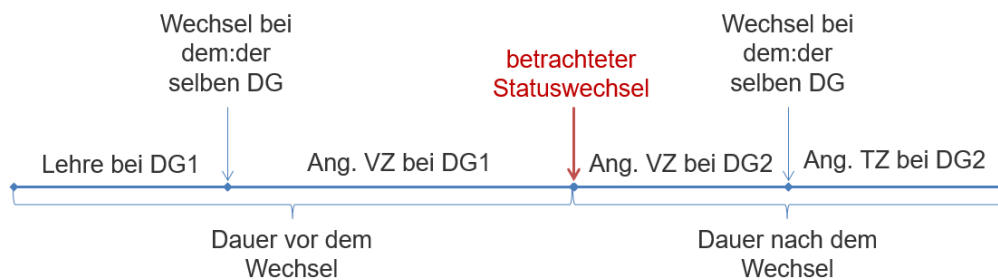 Wechsel bei
dem:der
selben DG
betrachteter
Statuswechsel
Wechsel bei
dem:der
selben DG
Lehre bei DG1
Ang. VZ bei DG1
Ang. VZ bei DG2
Ang. TZ bei DG2
Dauer vor dem
Wechsel
Dauer nach dem
Wechsel